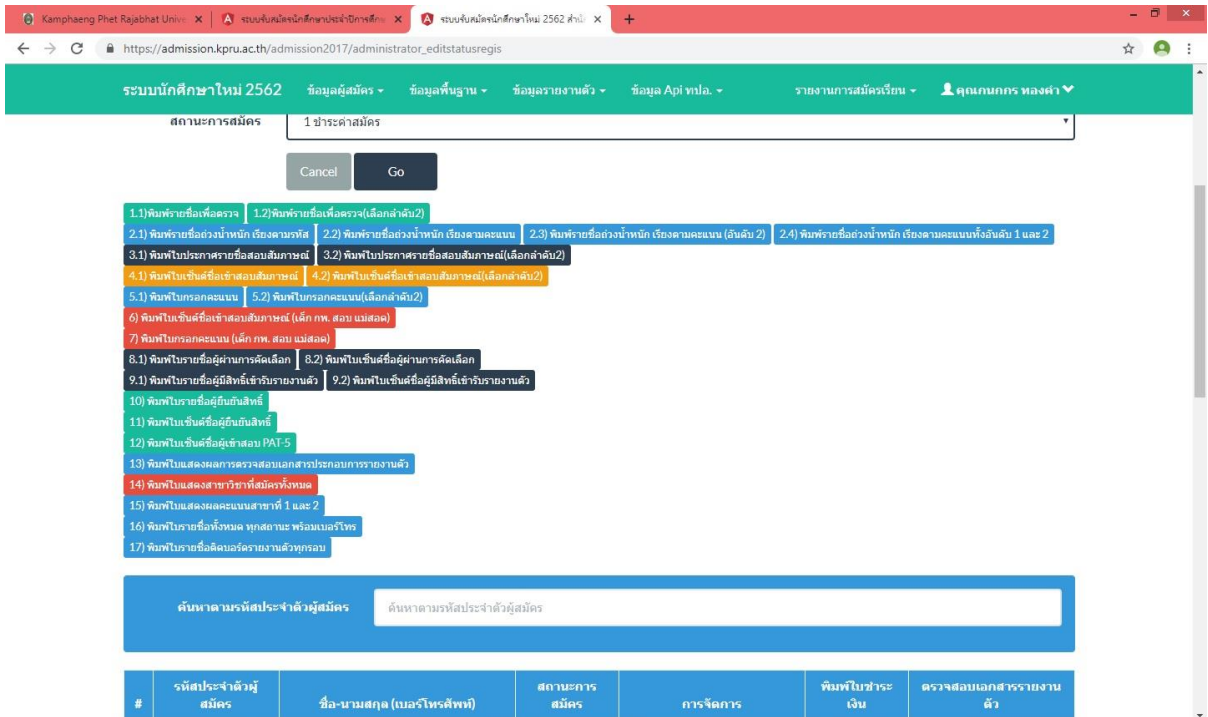 Kamphaeng Phet Rajabhat Unive
ระบบรับสมัครนักศึกษาประจำปีการศึกษ
ระบบรับสมัครนักศึกษาใหม่ 2562 สำนั
https://admission.kpru.ac.th/admission2017/administrator_editstatusregis
ระบบนักศึกษาใหม่ 2562 ข้อมูลผู้สมัคร ข้อมูลพื้นฐาน ข้อมูลรายงานตัว ข้อมูล Api ทปอ. รายงานการสมัครเรียน คุณกนกกร ทองคำ
สถานะการสมัคร 1 ชำระค่าสมัคร
Cancel Go
1.1)พิมพ์รายชื่อเพื่อตรวจ 1.2)พิมพ์รายชื่อเพื่อตรวจ(เลือกลำดับ2)
2.1) พิมพ์รายชื่อถ่วงน้ำหนัก เรียงตามรหัส 2.2) พิมพ์รายชื่อถ่วงน้ำหนัก เรียงตามคะแนน 2.3) พิมพ์รายชื่อถ่วงน้ำหนัก เรียงตามคะแนน (อันดับ 2) 2.4) พิมพ์รายชื่อถ่วงน้ำหนัก เรียงตามคะแนนทั้งอันดับ 1 และ 2
3.1) พิมพ์ใบประกาศรายชื่อสอบสัมภาษณ์ 3.2) พิมพ์ใบประกาศรายชื่อสอบสัมภาษณ์(เลือกลำดับ2)
4.1) พิมพ์ใบเซ็นต์ชื่อเข้าสอบสัมภาษณ์ 4.2) พิมพ์ใบเซ็นต์ชื่อเข้าสอบสัมภาษณ์(เลือกลำดับ2)
5.1) พิมพ์ใบกรอกคะแนน 5.2) พิมพ์ใบกรอกคะแนน(เลือกลำดับ2)
6) พิมพ์ใบเซ็นต์ชื่อเข้าสอบสัมภาษณ์ (เด็ก กพ. สอบ แม่สอด)
7) พิมพ์ใบกรอกคะแนน (เด็ก กพ. สอบ แม่สอด)
8.1) พิมพ์ใบรายชื่อผู้ผ่านการคัดเลือก 8.2) พิมพ์ใบเซ็นต์ชื่อผู้ผ่านการคัดเลือก
9.1) พิมพ์ใบรายชื่อผู้มีสิทธิ์เข้ารับรายงานตัว 9.2) พิมพ์ใบเซ็นต์ชื่อผู้มีสิทธิ์เข้ารับรายงานตัว
10) พิมพ์ใบรายชื่อผู้ยืนยันสิทธิ์
11) พิมพ์ใบเซ็นต์ชื่อผู้ยืนยันสิทธิ์
12) พิมพ์ใบเซ็นต์ชื่อผู้เข้าสอบ PAT-5
13) พิมพ์ใบแสดงผลการตรวจสอบเอกสารประกอบการรายงานตัว
14) พิมพ์ใบแสดงสาขาวิชาที่สมัครทั้งหมด
15) พิมพ์ใบแสดงผลคะแนนสาขาที่ 1 และ 2
16) พิมพ์ใบรายชื่อทั้งหมด ทุกสถานะ พร้อมเบอร์โทร
17) พิมพ์ใบรายชื่อติดบอร์ดรายงานตัวทุกรอบ
ค้นหาตามรหัสประจำตัวผู้สมัคร ค้นหาตามรหัสประจำตัวผู้สมัคร
# รหัสประจำตัวผู้สมัคร ชื่อ-นามสกุล (เบอร์โทรศัพท์) สถานะการสมัคร การจัดการ พิมพ์ใบชำระเงิน ตรวจสอบเอกสารรายงานตัว